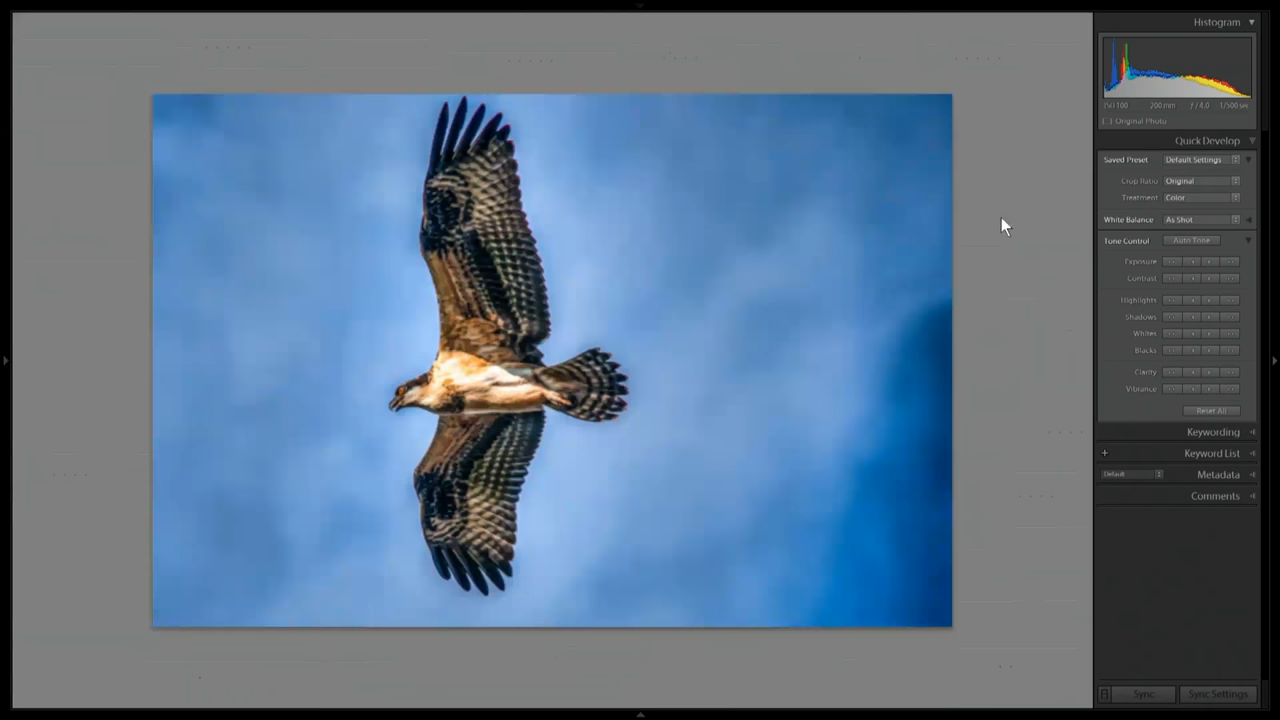 Histogram
ISO 100 200 mm f / 4.0 1/500 sec
Original Photo
Quick Develop
Saved Preset Default Settings
Crop Ratio Original
Treatment Color
White Balance As Shot
Tone Control Auto Tone
Exposure
Contrast
Highlights
Shadows
Whites
Blacks
Clarity
Vibrance
Reset All
Keywording
+ Keyword List
Default Metadata
Comments
Sync Sync Settings